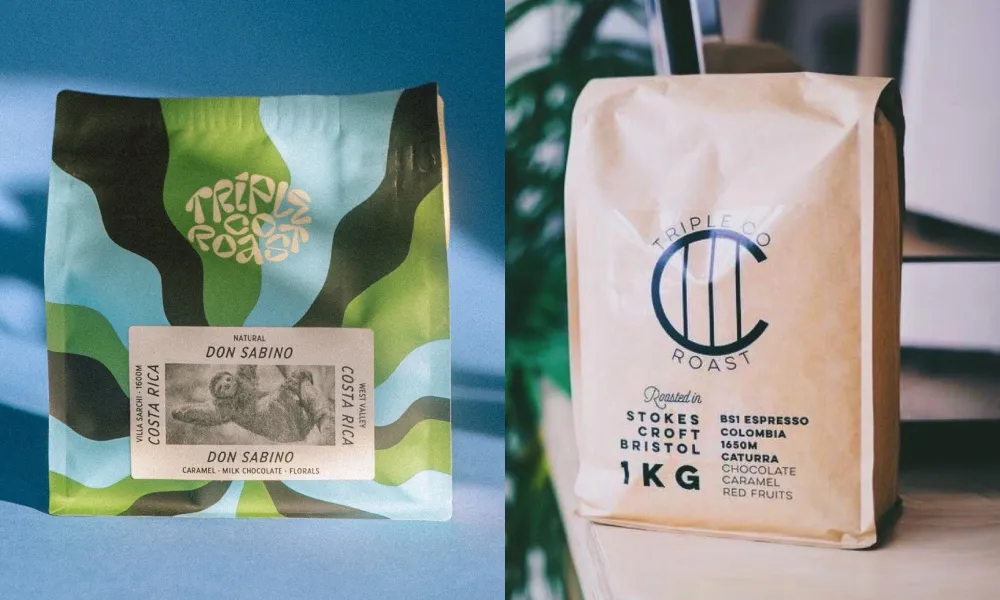 TRIPLE
CO
ROAST
NATURAL
DON SABINO
VILLA SARCHI - 1600M
COSTA RICA
COSTA RICA
WEST VALLEY
DON SABINO
CARAMEL - MILK CHOCOLATE - FLORALS
TRIPLE CO
ROAST
Roasted in
STOKES
CROFT
BRISTOL
1KG
BS1 ESPRESSO
COLOMBIA
1650M
CATURRA
CHOCOLATE
CARAMEL
RED FRUITS